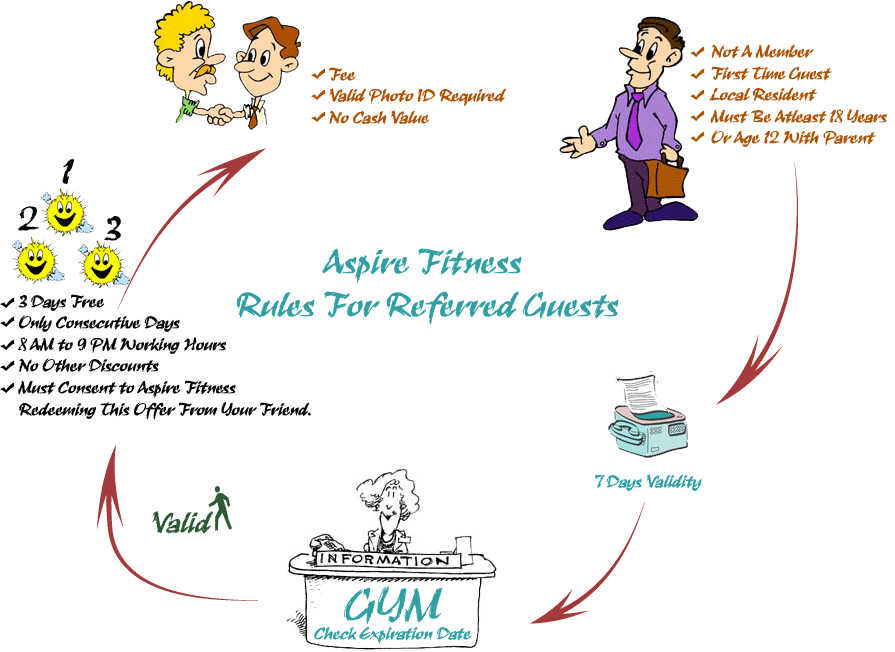 ✓ Fee
✓ Valid Photo ID Required
✓ No Cash Value
✓ Not A Member
✓ First Time Guest
✓ Local Resident
✓ Must Be Atleast 18 Years
✓ Or Age 12 With Parent
1
2
3
Aspire Fitness
Rules For Referred Guests
✓ 3 Days Free
✓ Only Consecutive Days
✓ 8 AM to 9 PM Working Hours
✓ No Other Discounts
✓ Must Consent to Aspire Fitness
Redeeming This Offer From Your Friend.
7 Days Validity
Valid
INFORMATION
GYM
Check Expiration Date